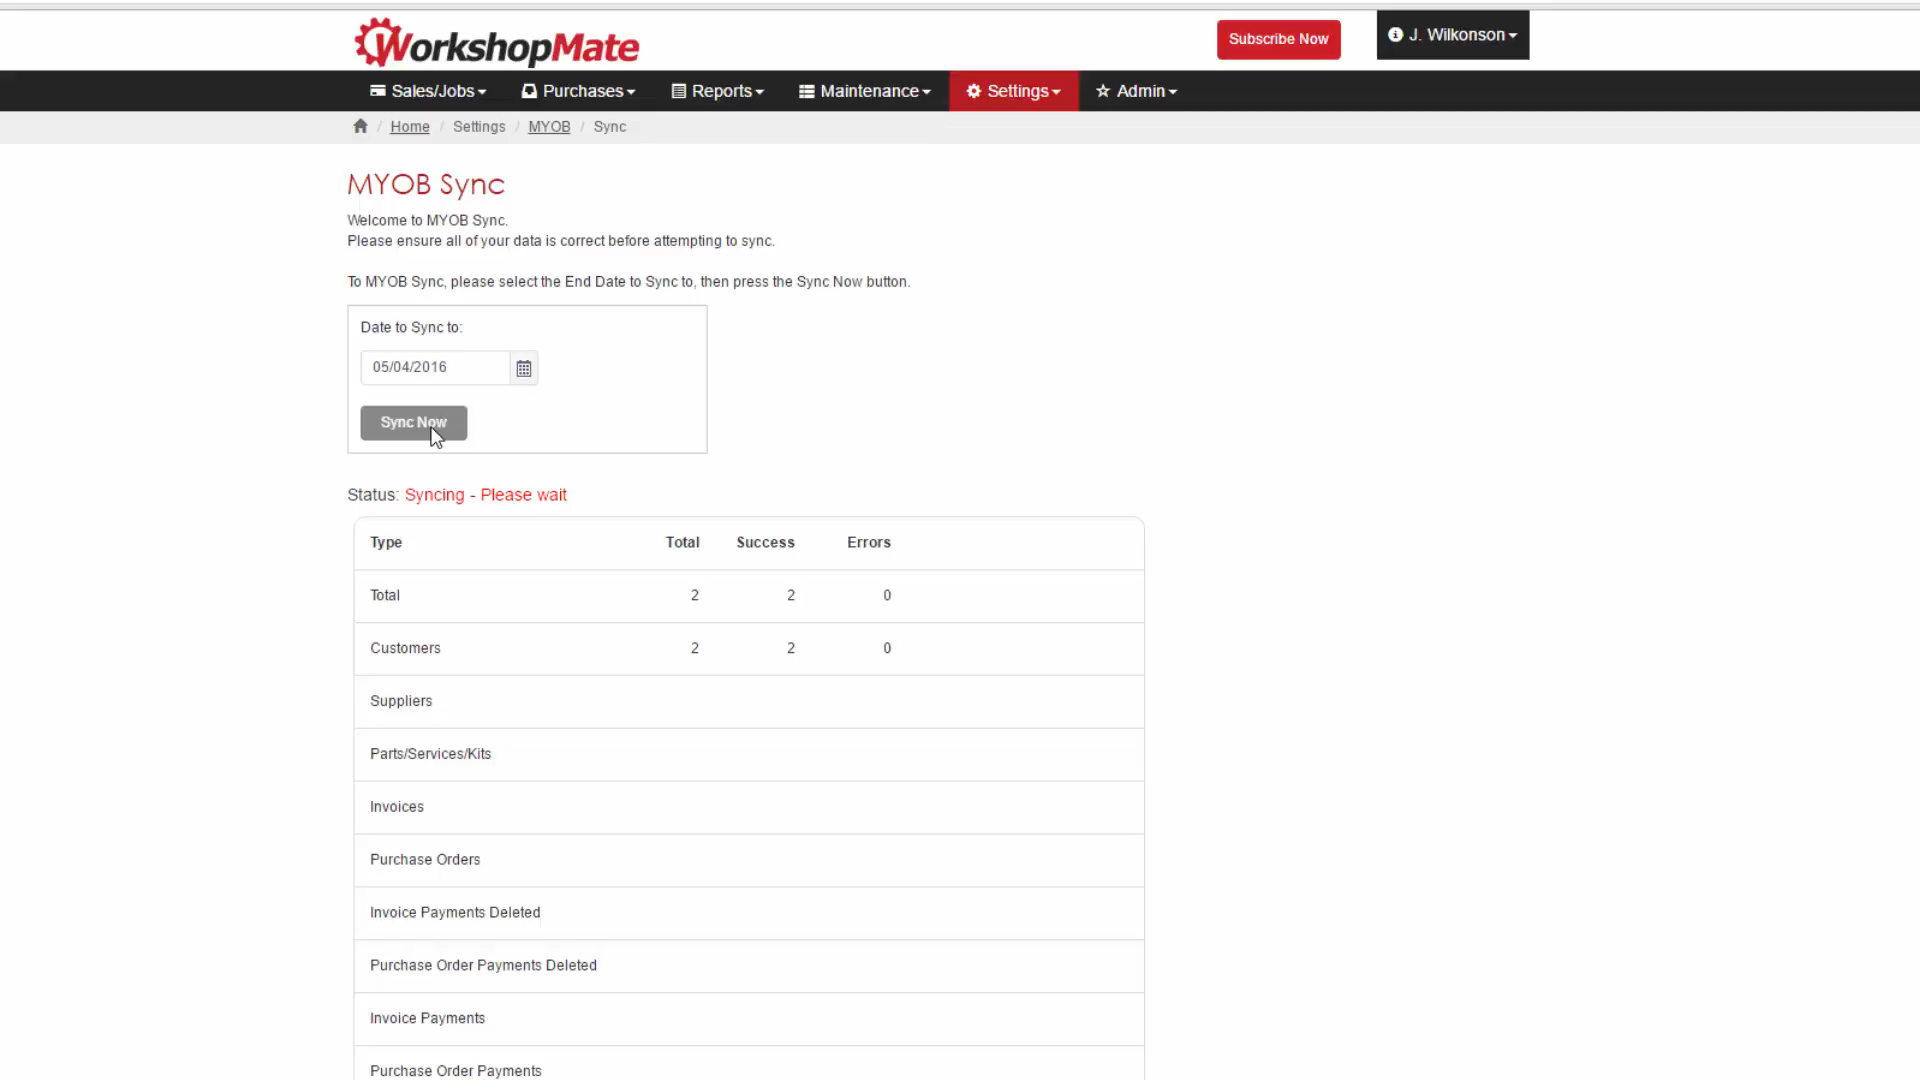 WorkshopMate
Subscribe Now
J. Wilkonson
Sales/Jobs
Purchases
Reports
Maintenance
Settings
Admin
/ Home / Settings / MYOB / Sync
MYOB Sync
Welcome to MYOB Sync.
Please ensure all of your data is correct before attempting to sync.
To MYOB Sync, please select the End Date to Sync to, then press the Sync Now button.
Date to Sync to:
05/04/2016
Sync Now
Status: Syncing - Please wait
Type Total Success Errors
Total 2 2 0
Customers 2 2 0
Suppliers
Parts/Services/Kits
Invoices
Purchase Orders
Invoice Payments Deleted
Purchase Order Payments Deleted
Invoice Payments
Purchase Order Payments